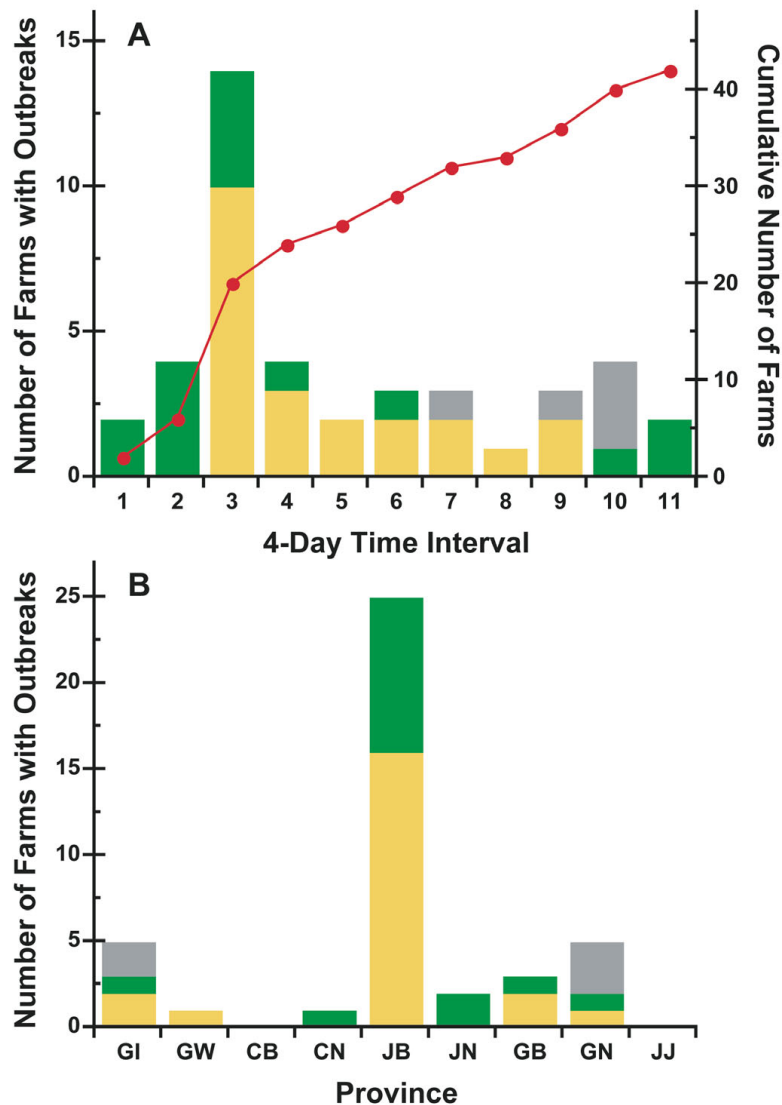 A
Number of Farms with Outbreaks
15
10
5
0
Cumulative Number of Farms
40
30
20
10
0
1 2 3 4 5 6 7 8 9 10 11
4-Day Time Interval
B
Number of Farms with Outbreaks
25
20
15
10
5
0
GI GW CB CN JB JN GB GN JJ
Province